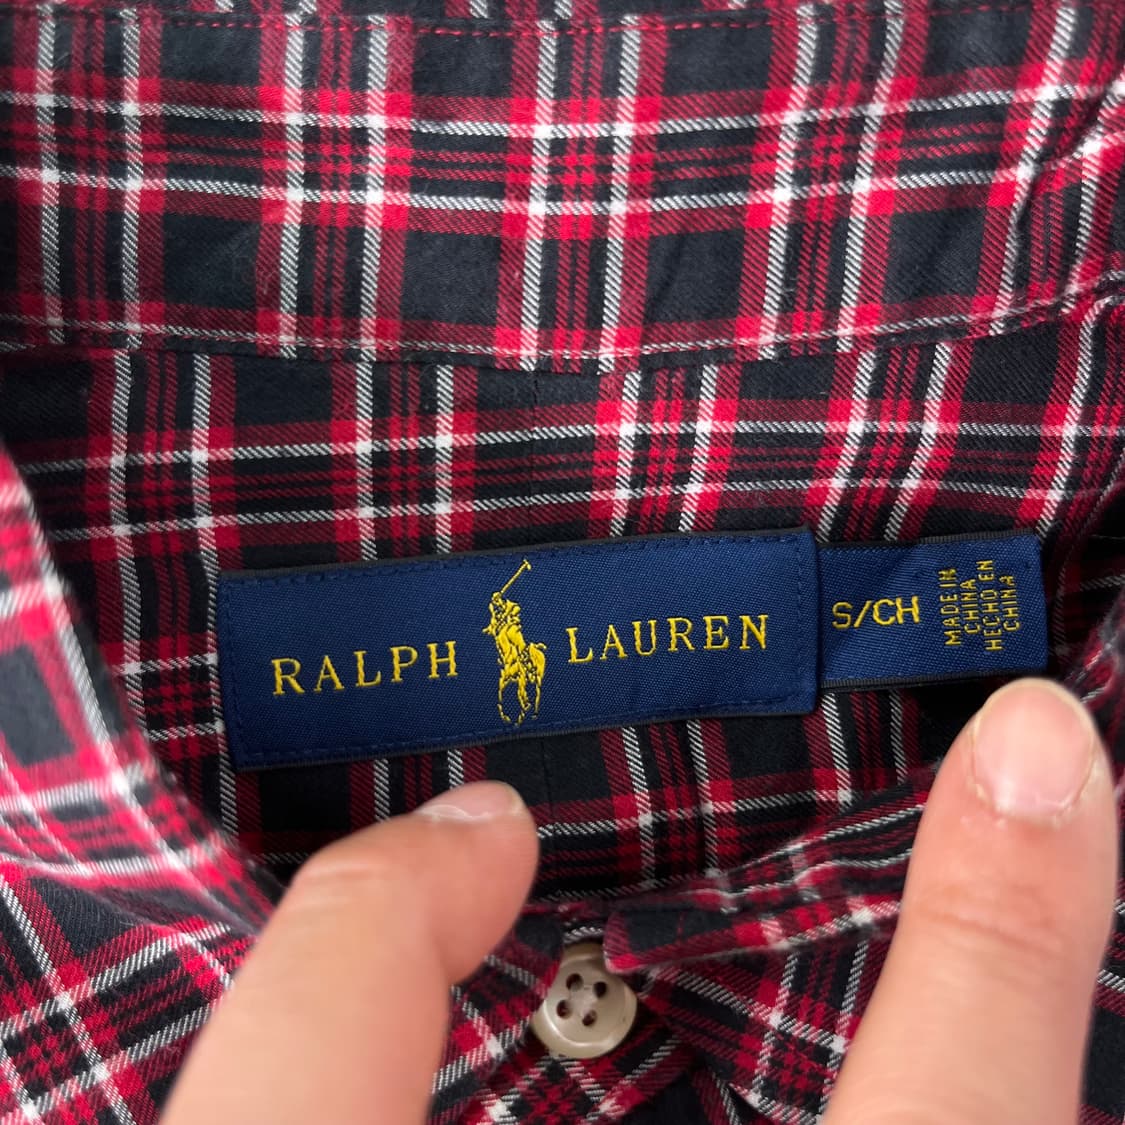 RALPH LAUREN
S/CH
MADE IN
CHINA
HECHO EN
CHINA